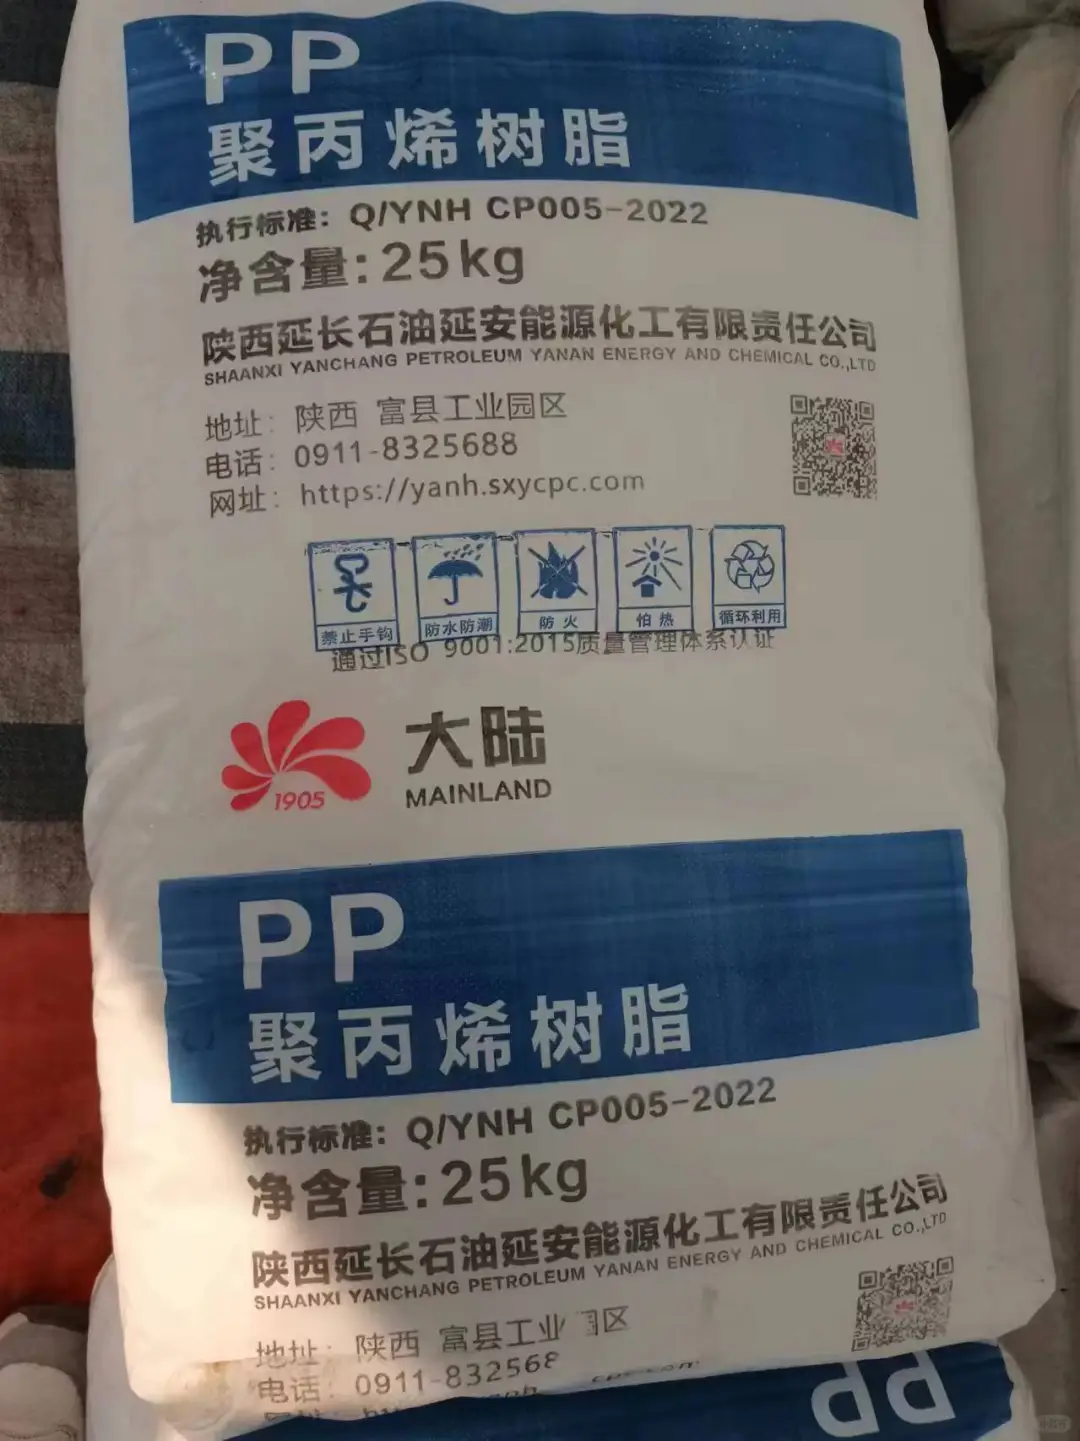 PP
聚丙烯树脂
执行标准：Q/YNH CP005-2022
净含量：25kg
陕西延长石油延安能源化工有限责任公司
SHAANXI YANCHANG PETROLEUM YANAN ENERGY AND CHEMICAL CO.,LTD
地址：陕西 富县工业园区
电话：0911-8325688
网址：https://yanh.sxycpc.com
禁止手钩 防水防潮 防火 怕热 循环利用
通过ISO 9001:2015质量管理体系认证
1905
大陆
MAINLAND
PP
聚丙烯树脂
执行标准：Q/YNH CP005-2022
净含量：25kg
陕西延长石油延安能源化工有限责任公司
SHAANXI YANCHANG PETROLEUM YANAN ENERGY AND CHEMICAL CO.,LTD
地址：陕西 富县工业 区
电话：0911-832568
PP